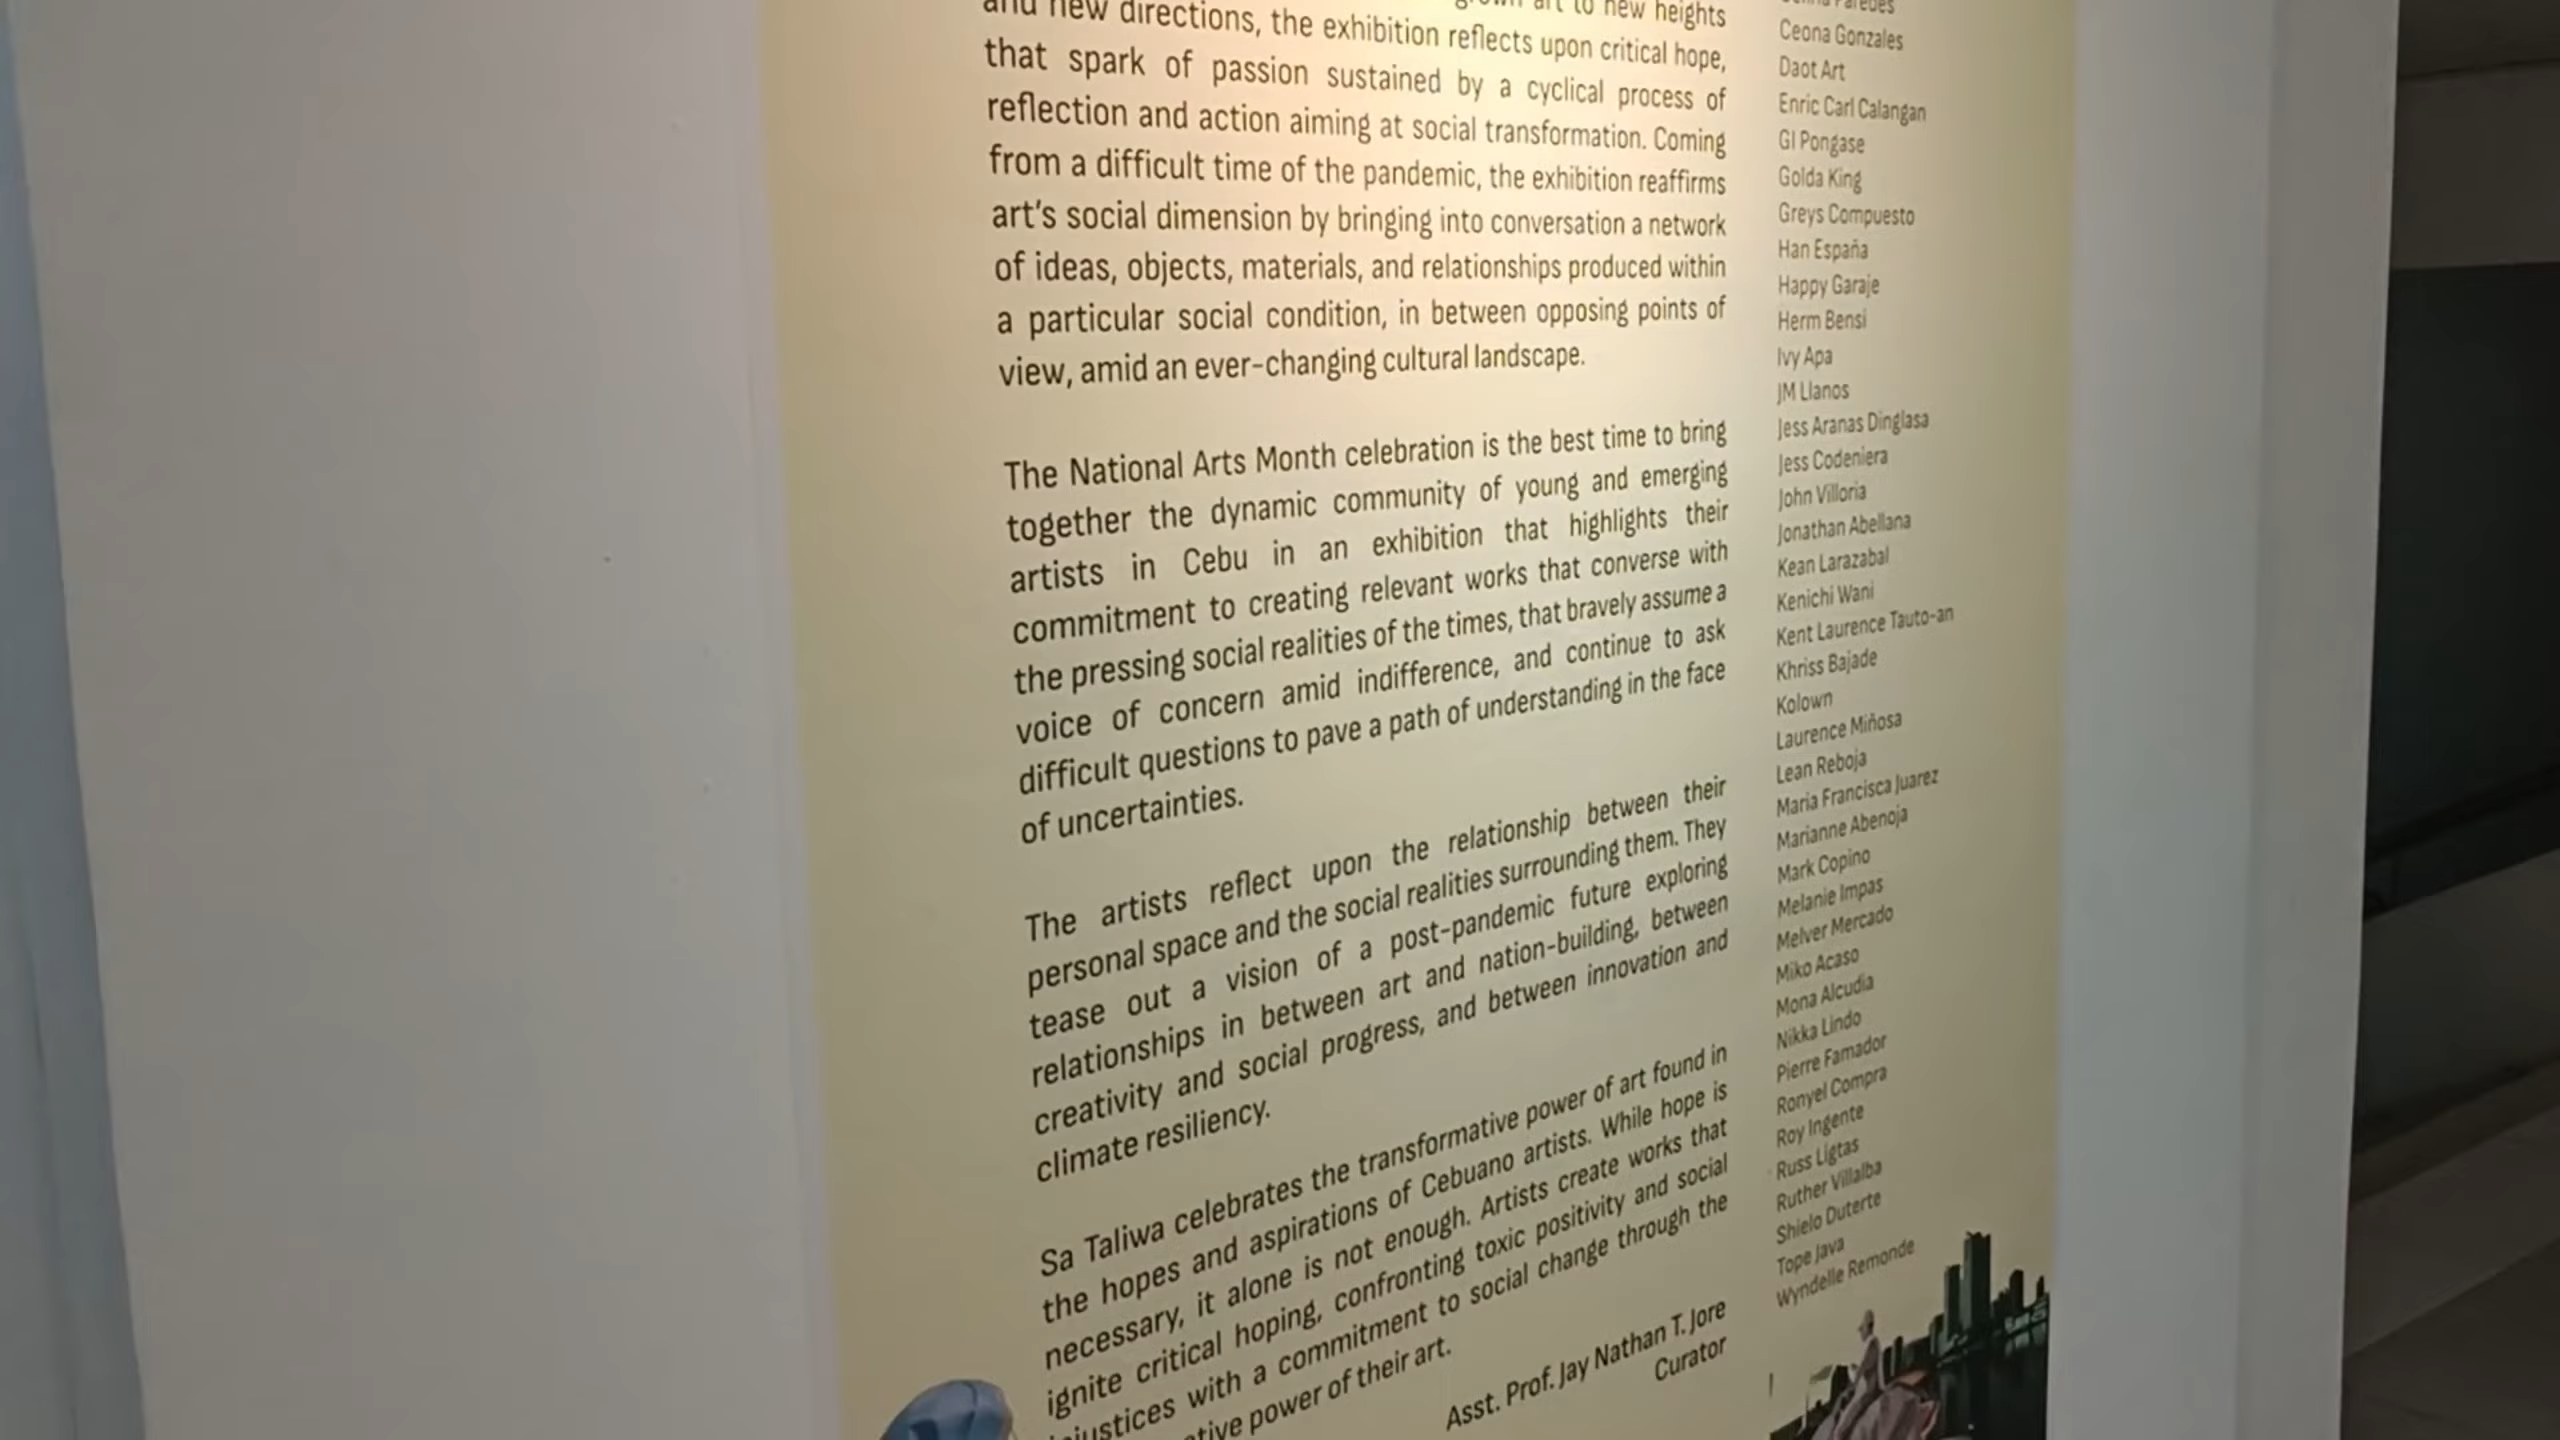 and new directions, the exhibition reflects upon critical hope,
that spark of passion sustained by a cyclical process of
reflection and action aiming at social transformation. Coming
from a difficult time of the pandemic, the exhibition reaffirms
art's social dimension by bringing into conversation a network
of ideas, objects, materials, and relationships produced within
a particular social condition, in between opposing points of
view, amid an ever-changing cultural landscape.
The National Arts Month celebration is the best time to bring
together the dynamic community of young and emerging
artists in Cebu in an exhibition that highlights their
commitment to creating relevant works that converse with
the pressing social realities of the times, that bravely assume a
voice of concern amid indifference, and continue to ask
difficult questions to pave a path of understanding in the face
of uncertainties.
The artists reflect upon the relationship between their
personal space and the social realities surrounding them. They
tease out a vision of a post-pandemic future exploring
relationships in between art and nation-building, between
creativity and social progress, and between innovation and
climate resiliency.
Sa Taliwa celebrates the transformative power of art found in
the hopes and aspirations of Cebuano artists. While hope is
necessary, it alone is not enough. Artists create works that
ignite critical hoping, confronting toxic positivity and social
injustices with a commitment to social change through the
power of their art.
Asst. Prof. Jay Nathan T. Jore
Curator
Paredes
Ceona Gonzales
Daot Art
Enric Carl Calangan
GI Pongase
Golda King
Greys Compuesto
Han España
Happy Garaje
Herm Bensi
Ivy Apa
JM Llanos
Jess Aranas Dinglasa
Jess Codeniera
John Villoria
Jonathan Abellana
Kean Larazabal
Kenichi Wani
Kent Laurence Tauto-an
Khriss Bajade
Kolown
Laurence Miñosa
Lean Reboja
Maria Francisca Juarez
Marianne Abenoja
Mark Copino
Melanie Impas
Melver Mercado
Miko Acaso
Mona Alcudia
Nikka Lindo
Pierre Famador
Ronyel Compra
Roy Ingente
Russ Ligtas
Ruther Villalba
Shielo Duterte
Tope Java
Wyndelle Remonde